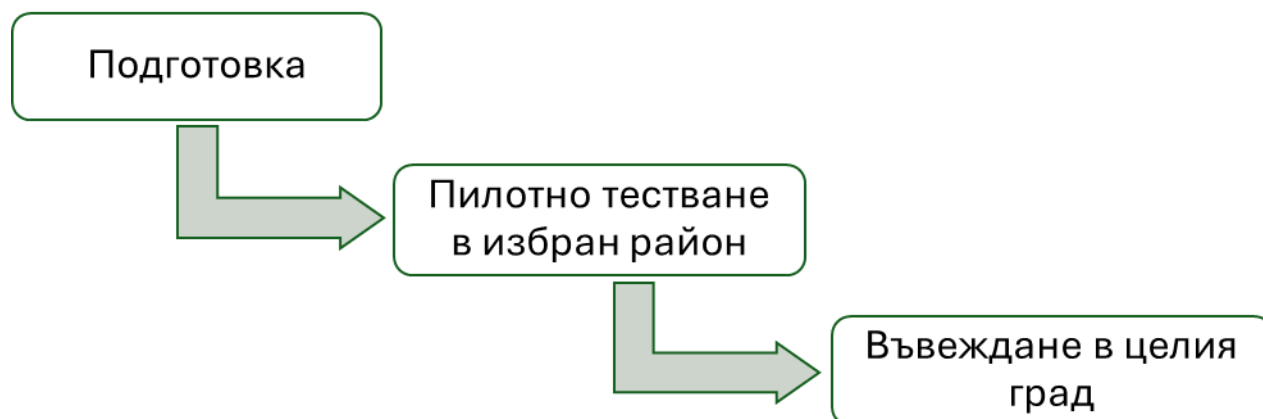 Подготовка
Пилотно тестване
в избран район
Въвеждане в целия
град